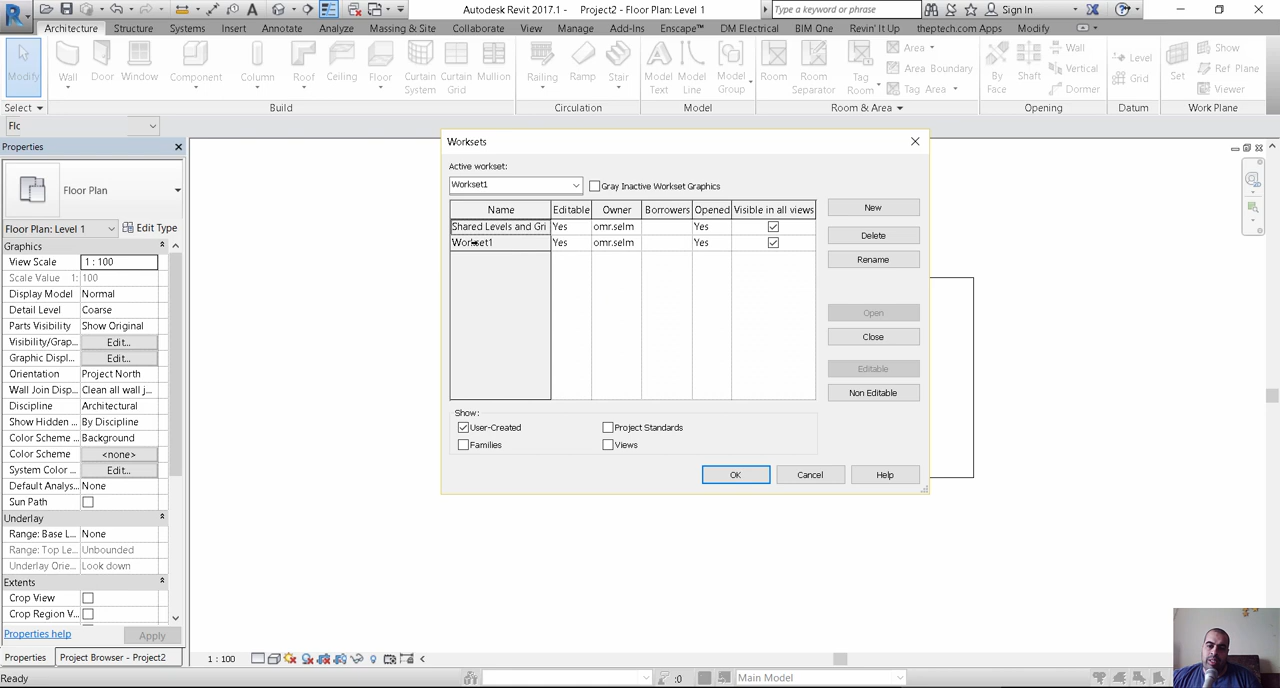 Autodesk Revit 2017.1 - Project2 - Floor Plan: Level 1
Type a keyword or phrase
Sign In
Architecture Structure Systems Insert Annotate Analyze Massing & Site Collaborate View Manage Add-Ins Enscape™ DM Electrical BIM One Revin' It Up theptech.com Apps Modify
Modify Wall Door Window Component Column Roof Ceiling Floor Curtain System Curtain Grid Mullion Railing Ramp Stair Model Text Model Line Model Group Room Room Separator Tag Room
Area
Area Boundary
Tag Area
By Face Shaft
Wall
Vertical
Dormer
Level
Grid
Set
Show
Ref Plane
Viewer
Select Build Circulation Model Room & Area Opening Datum Work Plane
Flc
Properties
Floor Plan
Floor Plan: Level 1 Edit Type
Graphics
View Scale 1 : 100
Scale Value 1: 100
Display Model Normal
Detail Level Coarse
Parts Visibility Show Original
Visibility/Grap... Edit...
Graphic Displ... Edit...
Orientation Project North
Wall Join Disp... Clean all wall j...
Discipline Architectural
Show Hidden ... By Discipline
Color Scheme ... Background
Color Scheme <none>
System Color ... Edit...
Default Analys... None
Sun Path
Underlay
Range: Base L... None
Range: Top Le... Unbounded
Underlay Orie... Look down
Extents
Crop View
Crop Region V...
Properties help Apply
Properties Project Browser - Project2
Worksets
Active workset:
Workset1 Gray Inactive Workset Graphics
Name Editable Owner Borrowers Opened Visible in all views
Shared Levels and Gri Yes omr.selm Yes
Workset1 Yes omr.selm Yes
New
Delete
Rename
Open
Close
Editable
Non Editable
Show:
User-Created Project Standards
Families Views
OK Cancel Help
1 : 100
Ready :0 Main Model